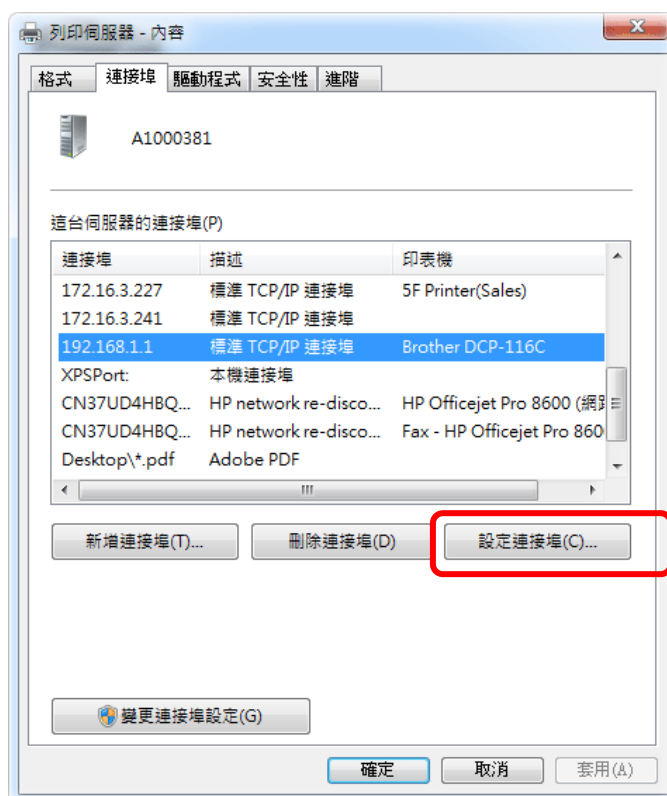 列印伺服器 - 內容
格式 連接埠 驅動程式 安全性 進階
A1000381
這台伺服器的連接埠(P)
連接埠 描述 印表機
172.16.3.227 標準 TCP/IP 連接埠 5F Printer(Sales)
172.16.3.241 標準 TCP/IP 連接埠
192.168.1.1 標準 TCP/IP 連接埠 Brother DCP-116C
XPSPort: 本機連接埠
CN37UD4HBQ... HP network re-disco... HP Officejet Pro 8600 (網路
CN37UD4HBQ... HP network re-disco... Fax - HP Officejet Pro 860
Desktop\*.pdf Adobe PDF
新增連接埠(T)... 刪除連接埠(D) 設定連接埠(C)...
變更連接埠設定(G)
確定 取消 套用(A)